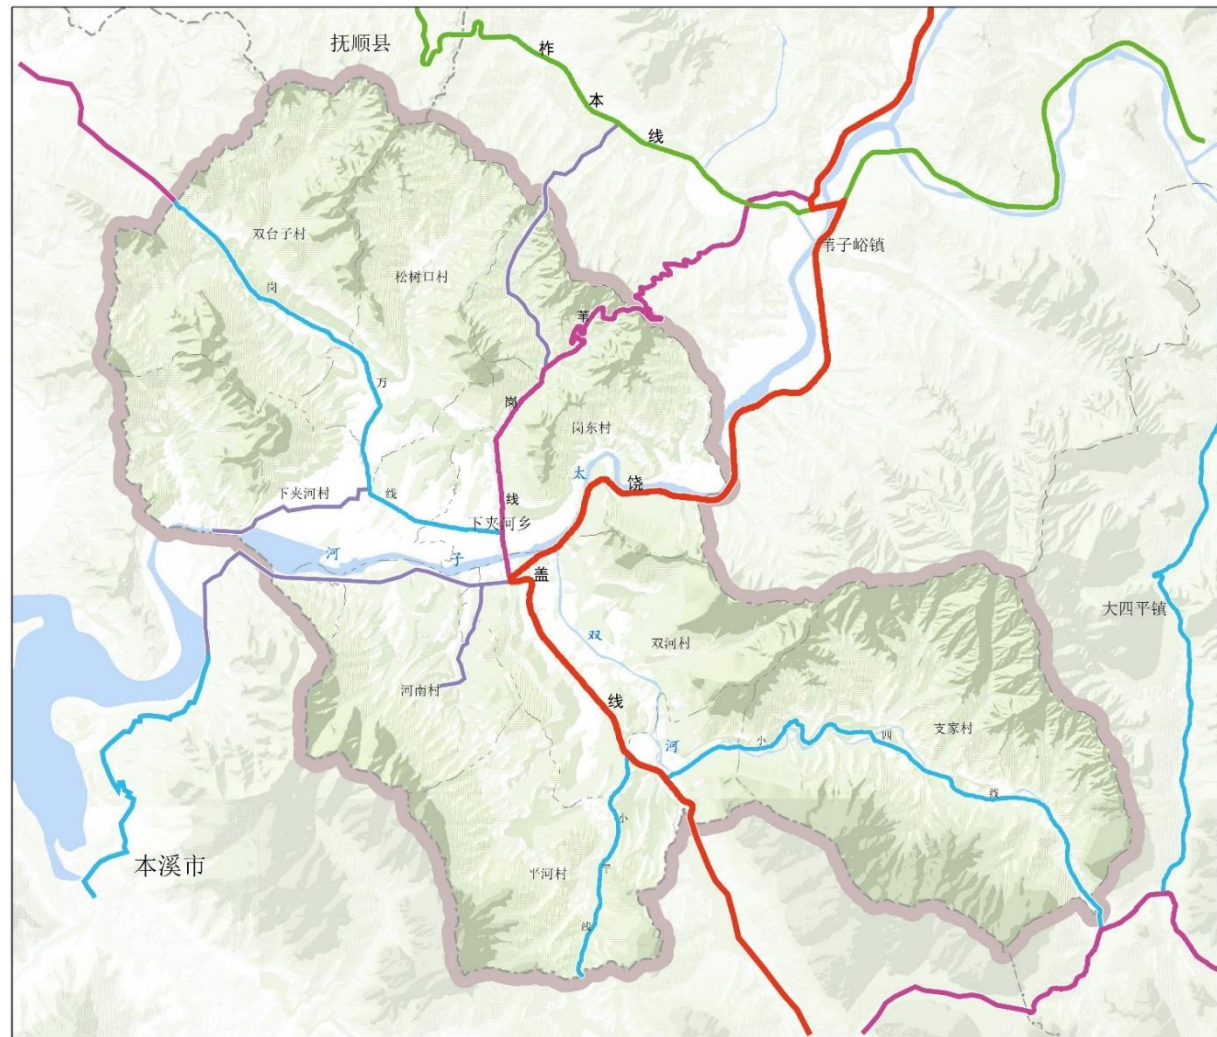 抚顺县
柞本线
双台子村
苇子峪镇
松树口村
岗万线
苇岗线
岗东村
太子河
饶盖线
下夹河村
下夹河乡
大四平镇
双河
双河村
河南村
支家村
小四线
本溪市
平河村
小平线